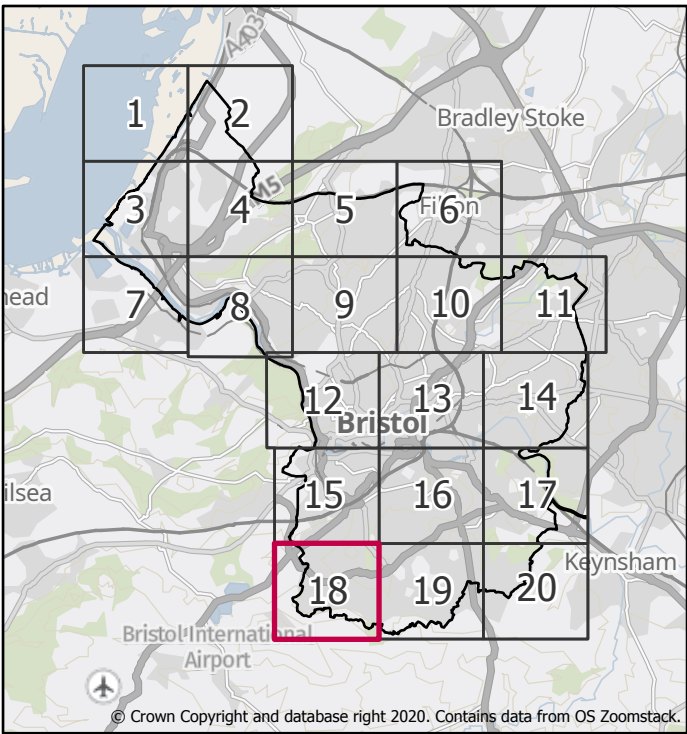 A403
1
2
Bradley Stoke
M5
3
4
5
6
Filton
head
7
8
9
10
11
12
13
14
Bristol
ilsea
15
16
17
Keynsham
18
19
20
Bristol International
Airport
© Crown Copyright and database right 2020. Contains data from OS Zoomstack.